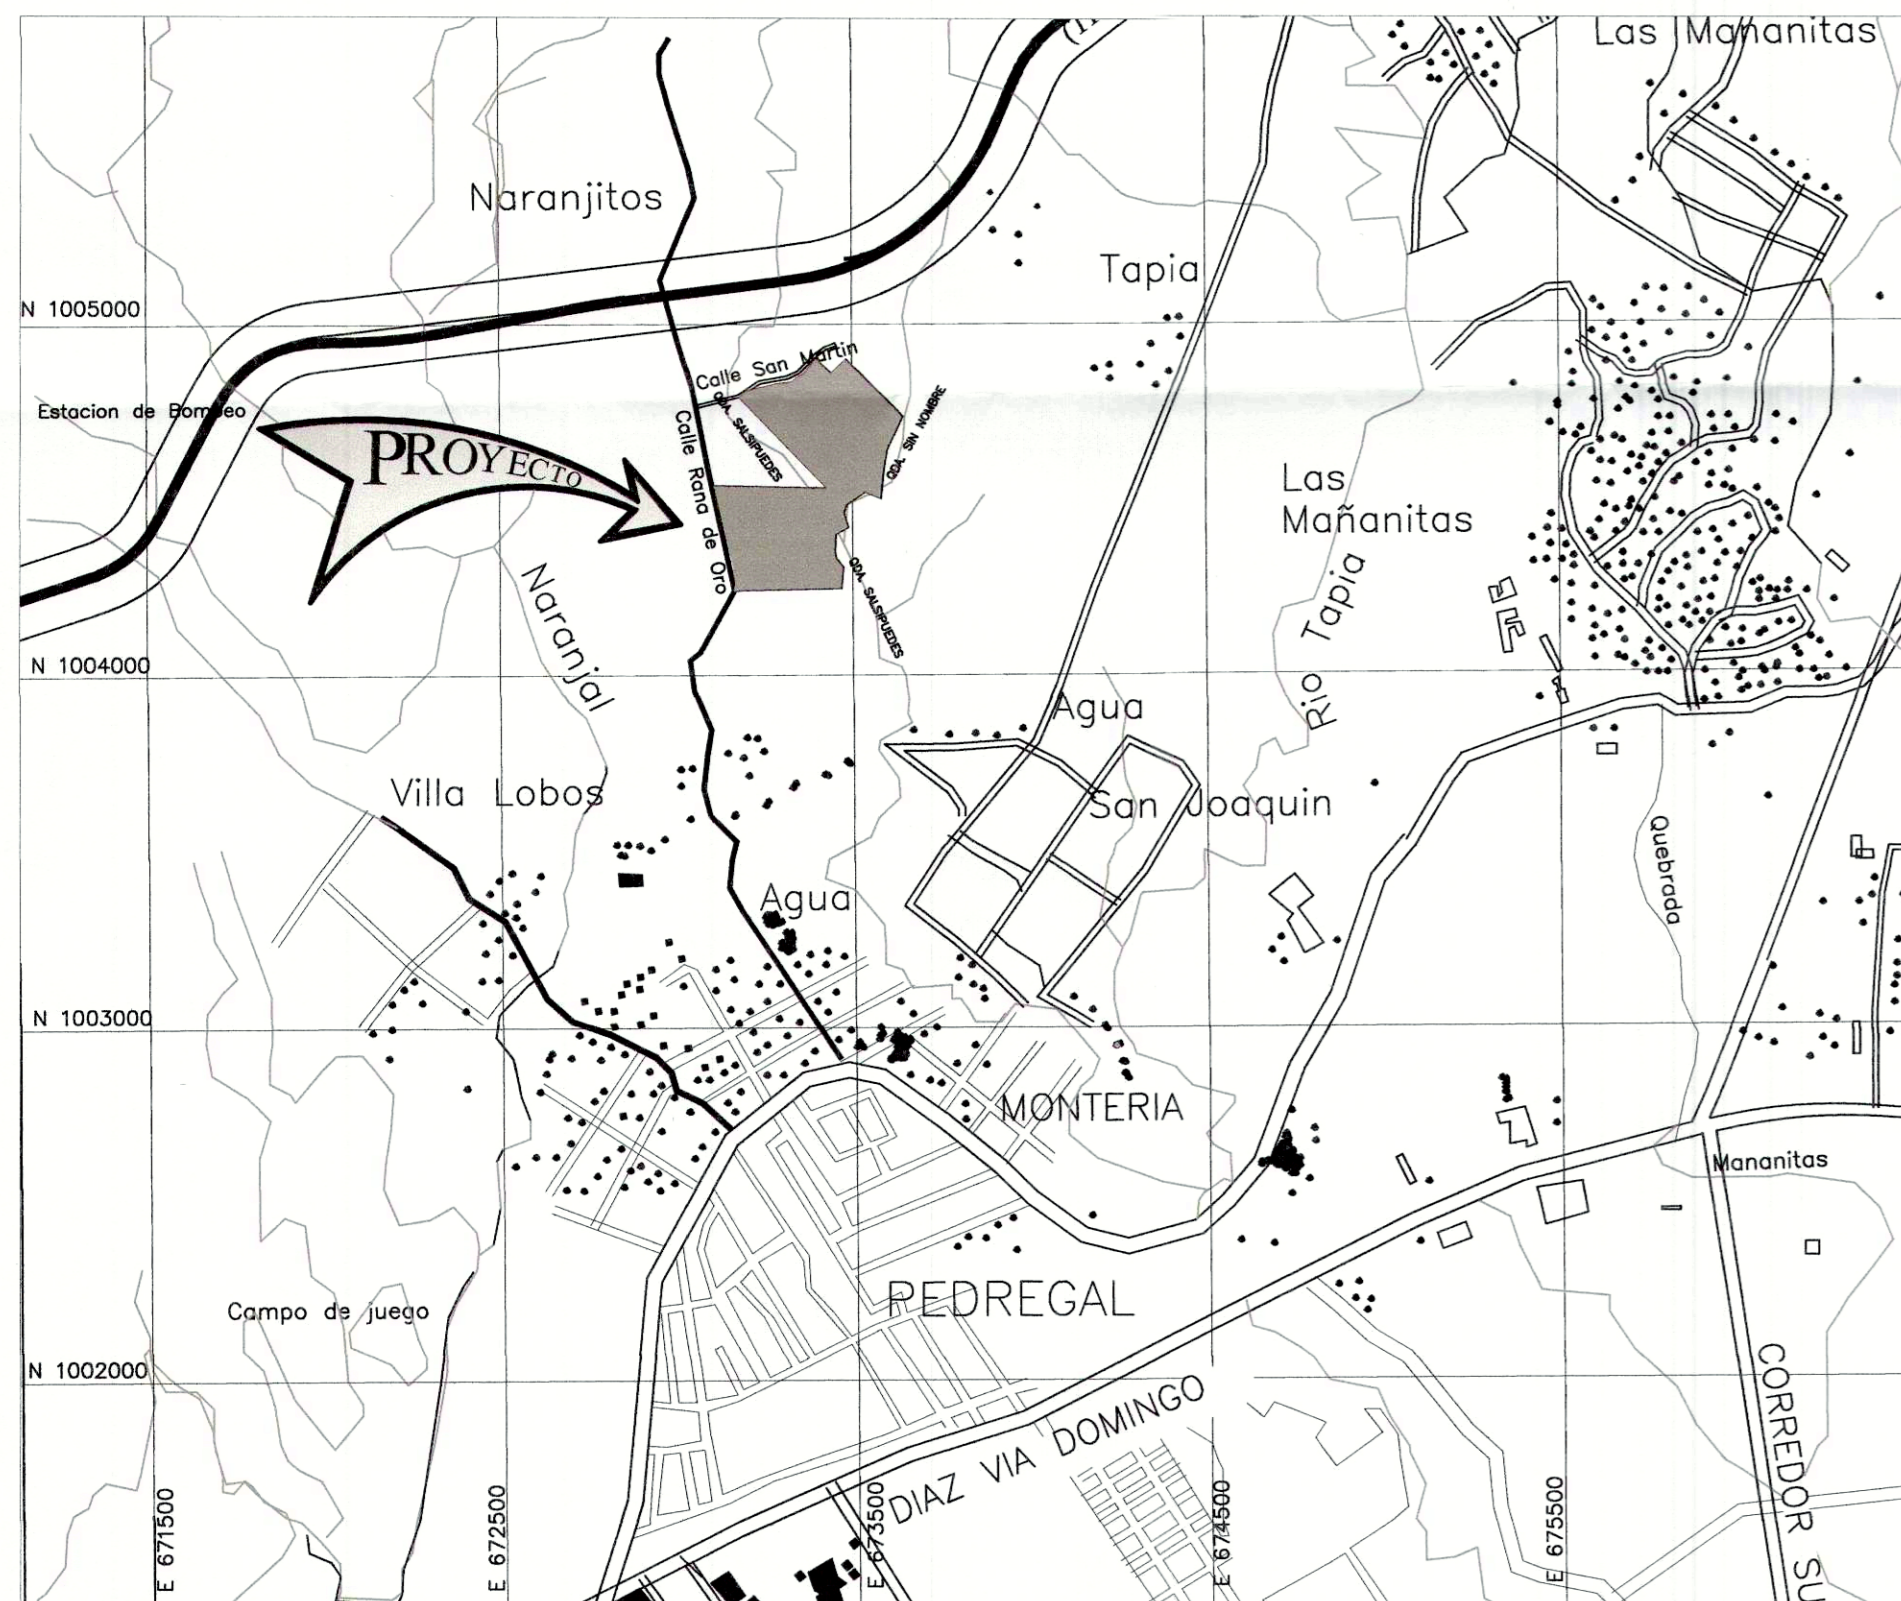 Las Mananitas
Naranjitos
Tapia
N 1005000
Calle San Martin
Estacion de Bombeo
PROYECTO
QDA. SALSIPUEDES
QDA. SIN NOMBRE
Calle Rana de Oro
Las
Mañanitas
Naranjal
QDA. SALSIPUEDES
Rio Tapia
N 1004000
Agua
Villa Lobos
San Joaquin
Quebrada
Agua
N 1003000
MONTERIA
Mananitas
PEDREGAL
Campo de juego
N 1002000
DIAZ VIA DOMINGO
CORREDOR SU
E 671500
E 672500
E 673500
E 674500
E 675500